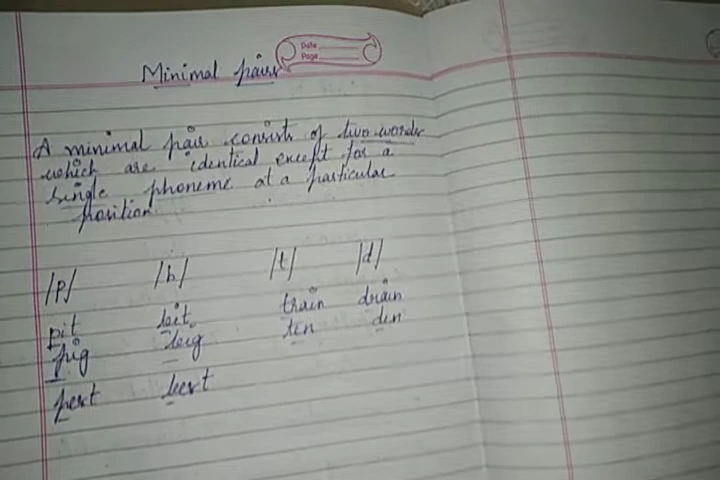 Date
Page
Minimal pairs
A minimal pair consists of two words
which are identical except for a
single phoneme at a particular
position
/p/ /b/ /t/ /d/
pit bit train drain
pig big ten den
pest best